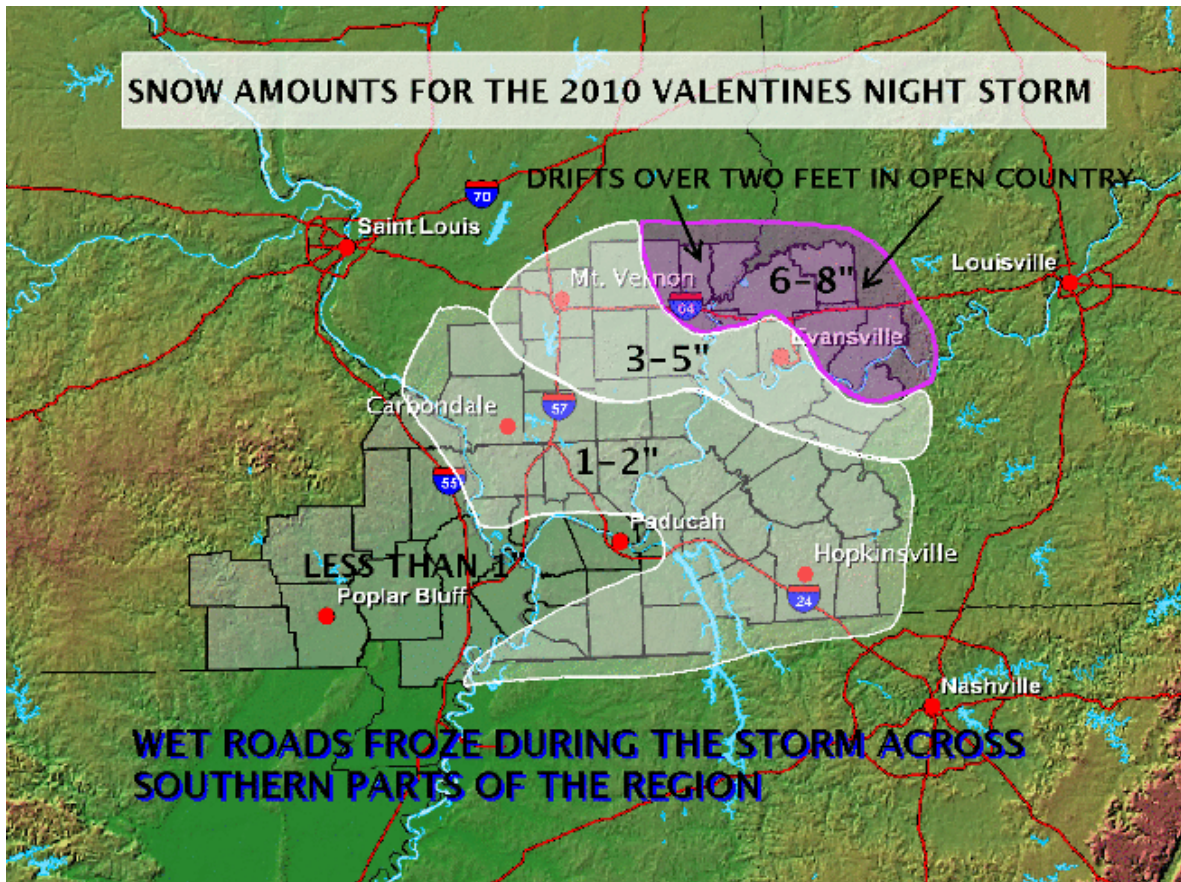 SNOW AMOUNTS FOR THE 2010 VALENTINES NIGHT STORM
DRIFTS OVER TWO FEET IN OPEN COUNTRY
70
Saint Louis
Louisville
Mt. Vernon
6-8"
64
Evansville
3-5"
Carbondale
57
1-2"
55
Paducah
Hopkinsville
LESS THAN 1"
Poplar Bluff
24
Nashville
WET ROADS FROZE DURING THE STORM ACROSS
SOUTHERN PARTS OF THE REGION